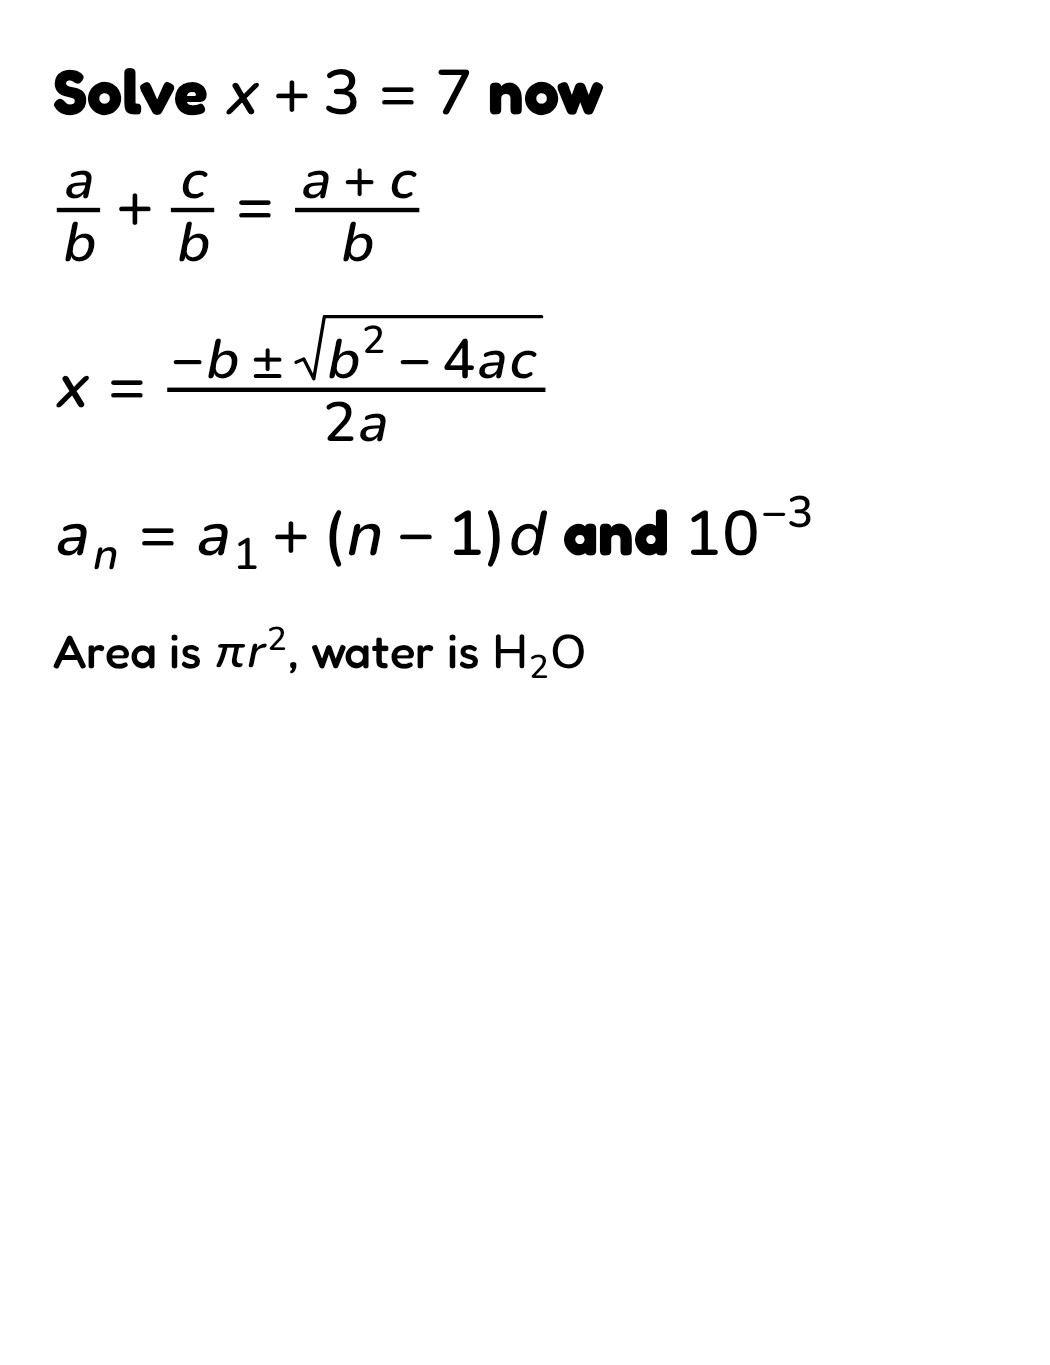 Solve x + 3 = 7 now
a/b + c/b = (a + c)/b
x = (−b ± √(b² − 4ac))/(2a)
aₙ = a₁ + (n − 1)d and 10⁻³
Area is πr², water is H₂O